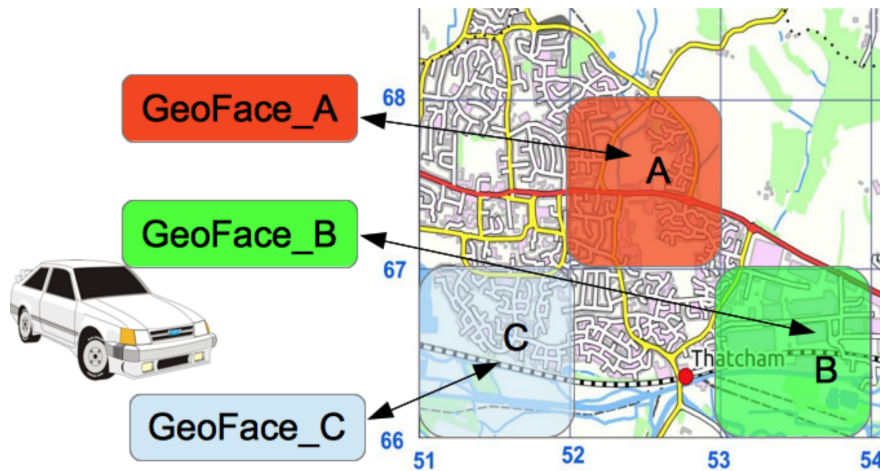 GeoFace_A
GeoFace_B
GeoFace_C
68
67
66
A
C
B
Thatcham
51
52
53
54